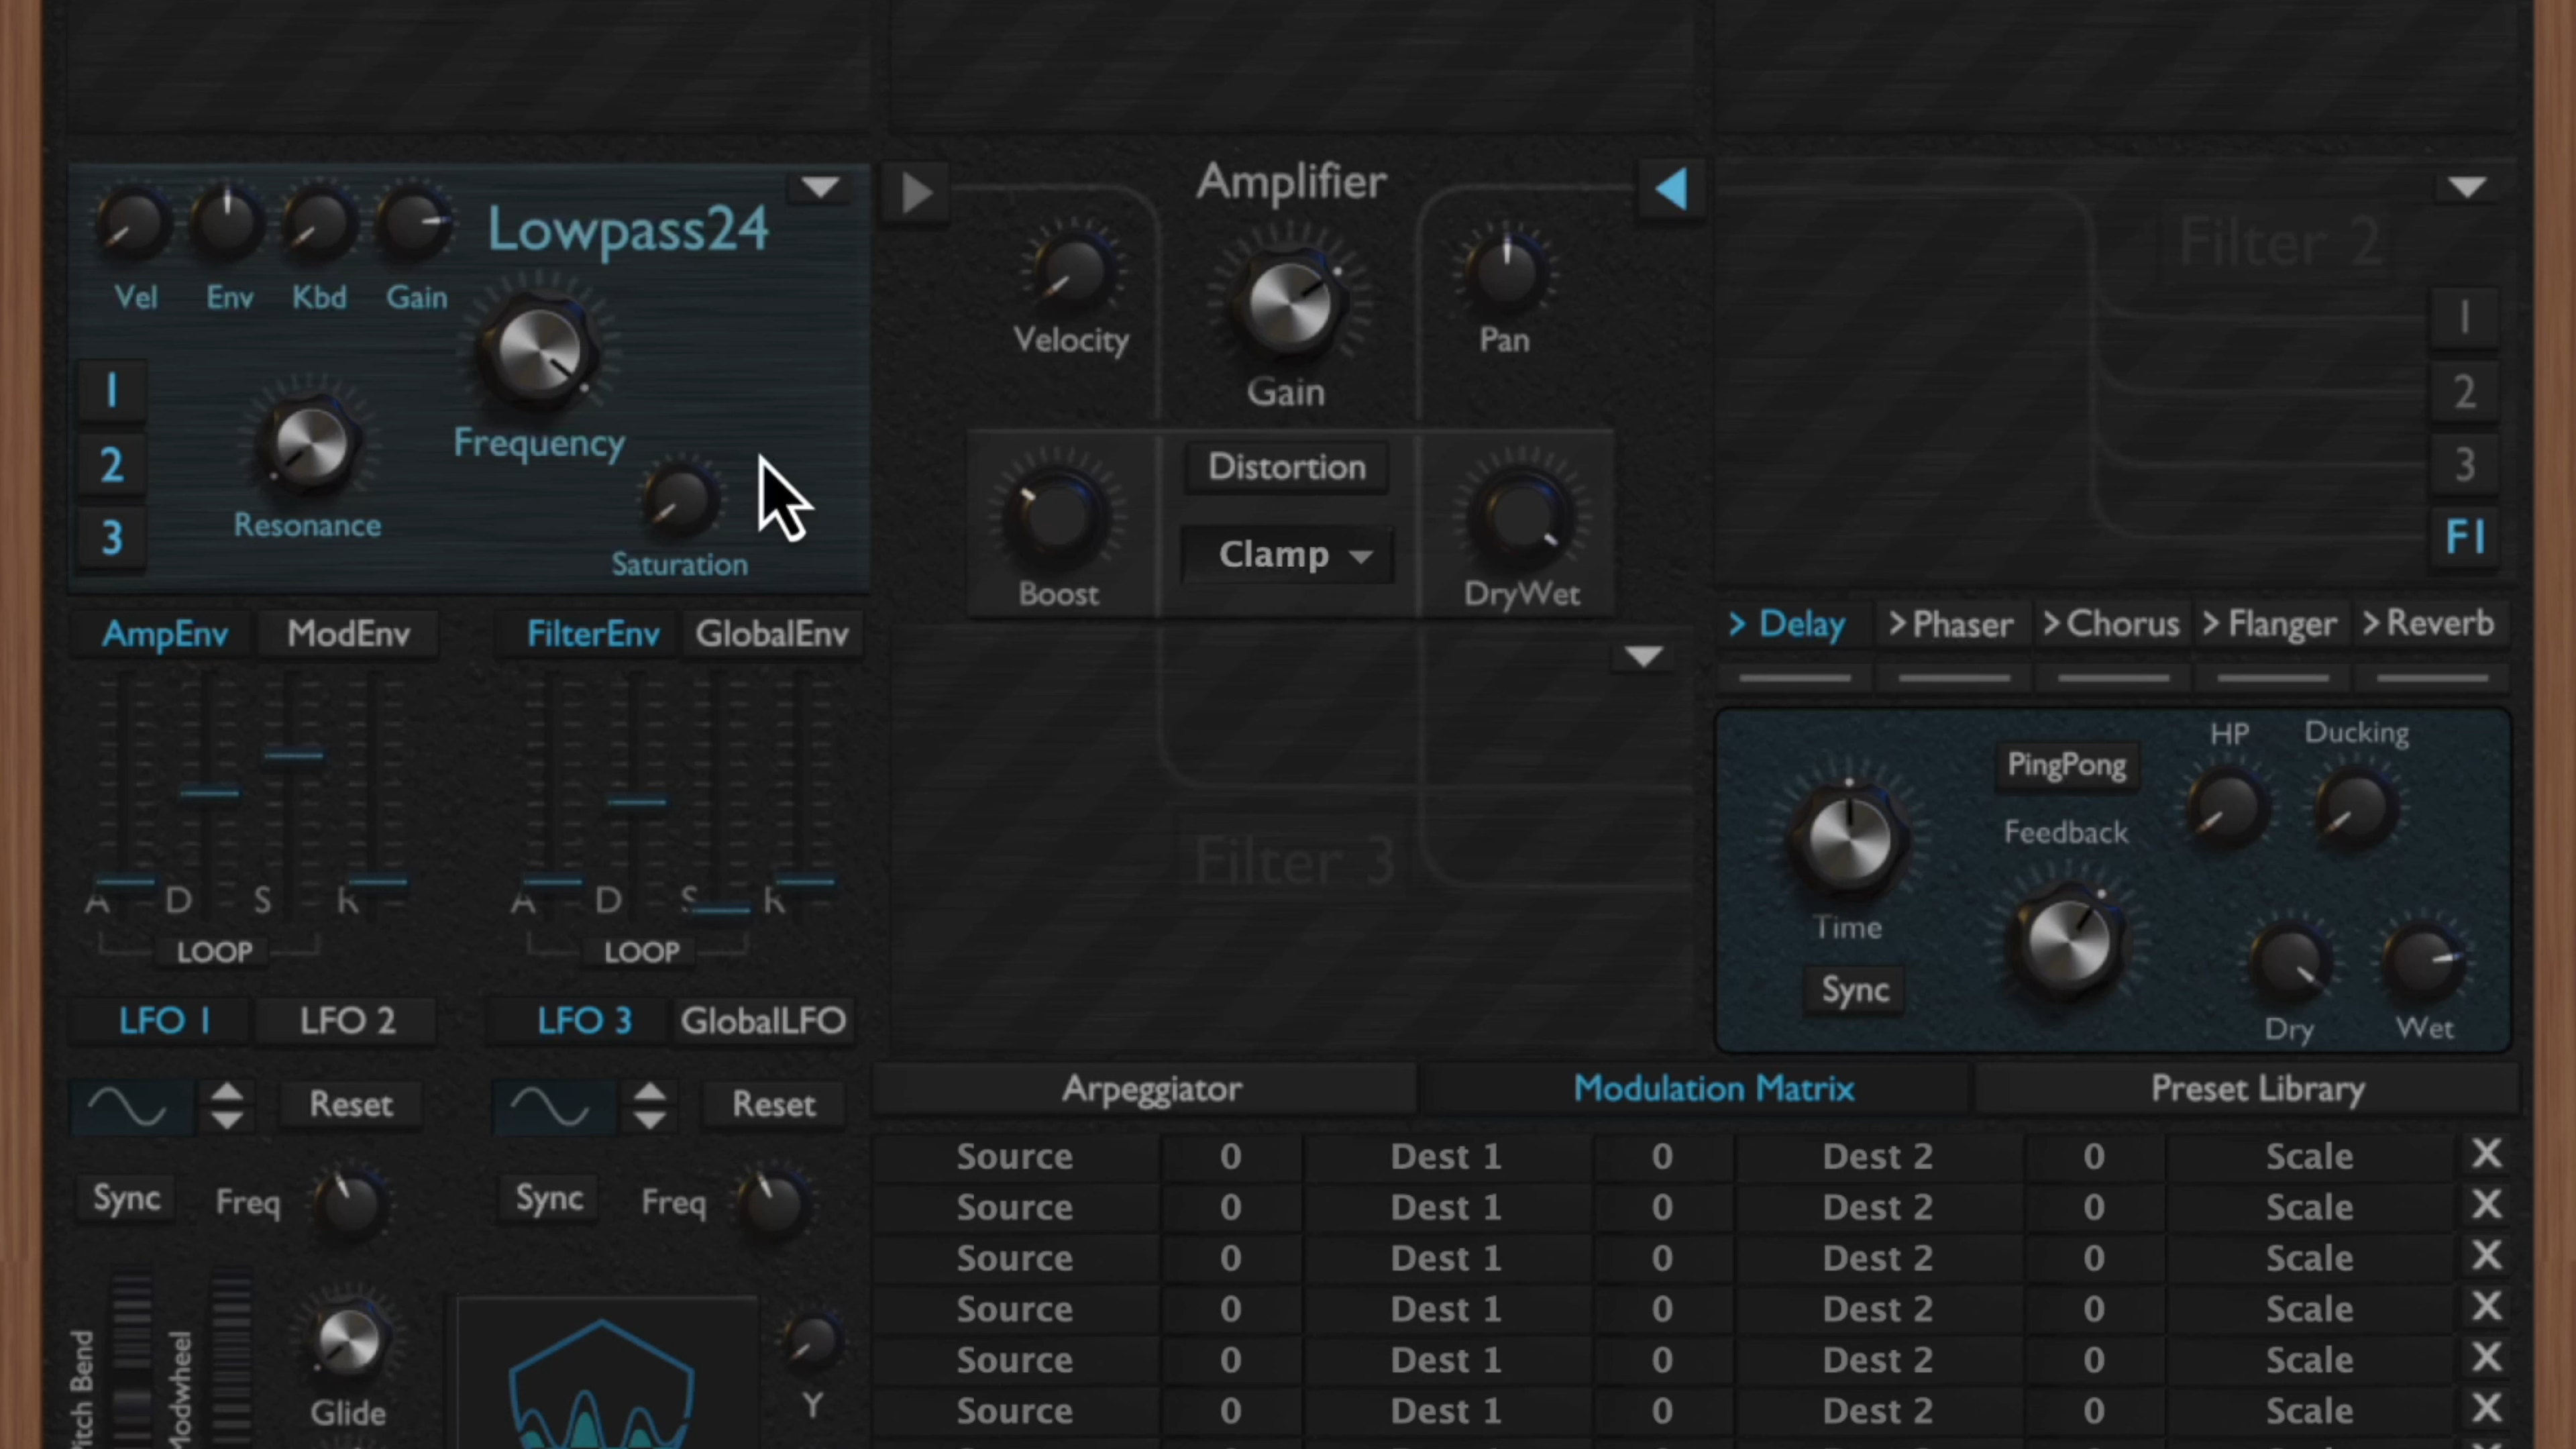 Lowpass24
Vel Env Kbd Gain
Frequency
Resonance
Saturation
1
2
3
Amplifier
Velocity
Gain
Pan
Distortion
Clamp
Boost
DryWet
Filter 2
1
2
3
F1
AmpEnv ModEnv FilterEnv GlobalEnv
A D S R
LOOP
A D S R
LOOP
Filter 3
> Delay > Phaser > Chorus > Flanger > Reverb
HP Ducking
PingPong
Feedback
Time
Sync
Dry Wet
LFO 1 LFO 2 LFO 3 GlobalLFO
Reset Reset
Sync Freq Sync Freq
Pitch Bend
Modwheel
Glide
Y
Arpeggiator Modulation Matrix Preset Library
Source 0 Dest 1 0 Dest 2 0 Scale X
Source 0 Dest 1 0 Dest 2 0 Scale X
Source 0 Dest 1 0 Dest 2 0 Scale X
Source 0 Dest 1 0 Dest 2 0 Scale X
Source 0 Dest 1 0 Dest 2 0 Scale X
Source 0 Dest 1 0 Dest 2 0 Scale X